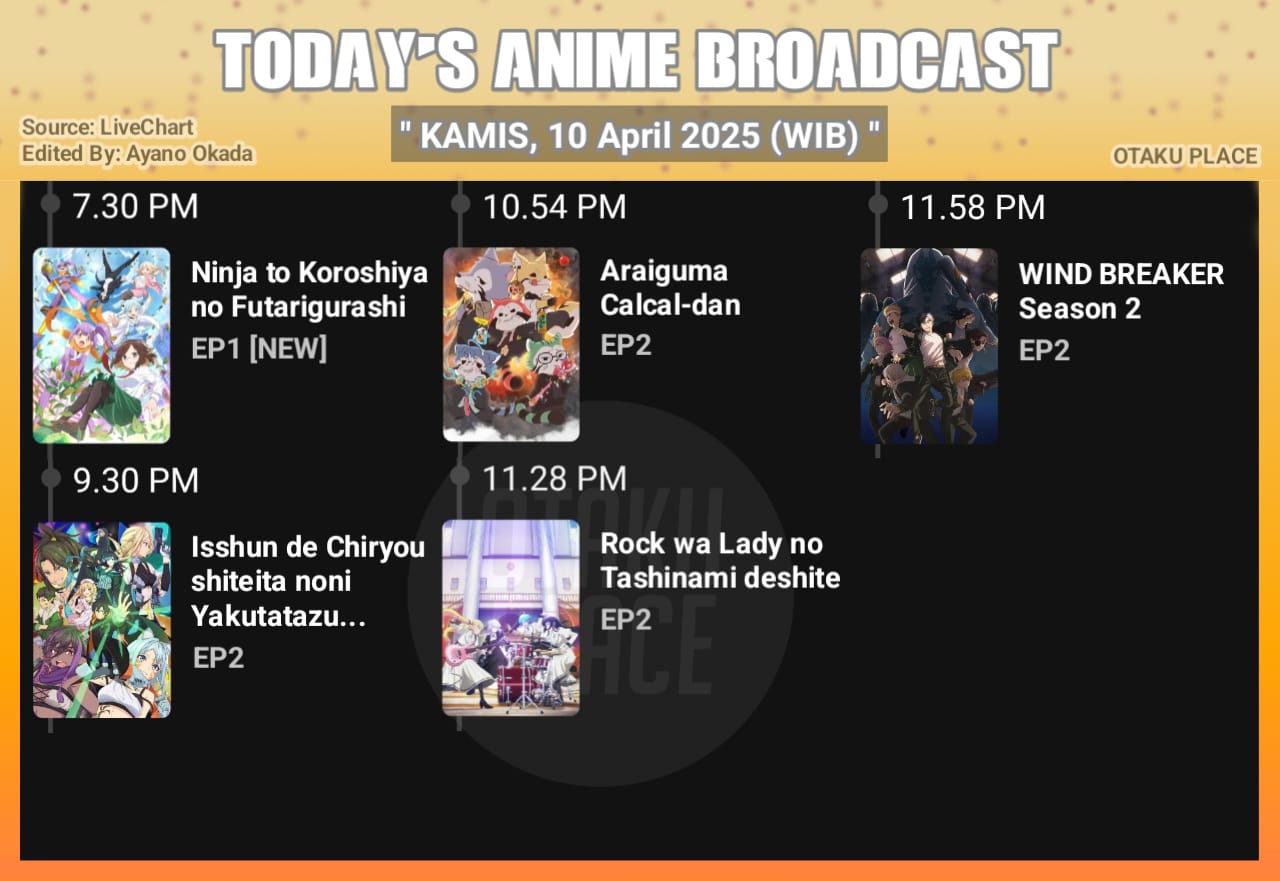 TODAY'S ANIME BROADCAST
" KAMIS, 10 April 2025 (WIB) "
Source: LiveChart
Edited By: Ayano Okada
OTAKU PLACE
7.30 PM
Ninja to Koroshiya
no Futarigurashi
EP1 [NEW]
9.30 PM
Isshun de Chiryou
shiteita noni
Yakutatazu...
EP2
10.54 PM
Araiguma
Calcal-dan
EP2
11.28 PM
Rock wa Lady no
Tashinami deshite
EP2
11.58 PM
WIND BREAKER
Season 2
EP2
OTAKU
PLACE